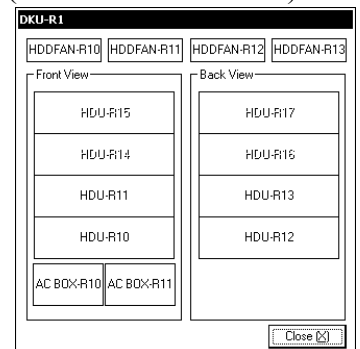 DKU-R1
HDDFAN-R10 HDDFAN-R11 HDDFAN-R12 HDDFAN-R13
Front View
HDU-R15
HDU-R14
HDU-R11
HDU-R10
AC BOX-R10 AC BOX-R11
Back View
HDU-R17
HDU-R16
HDU-R13
HDU-R12
Close (X)